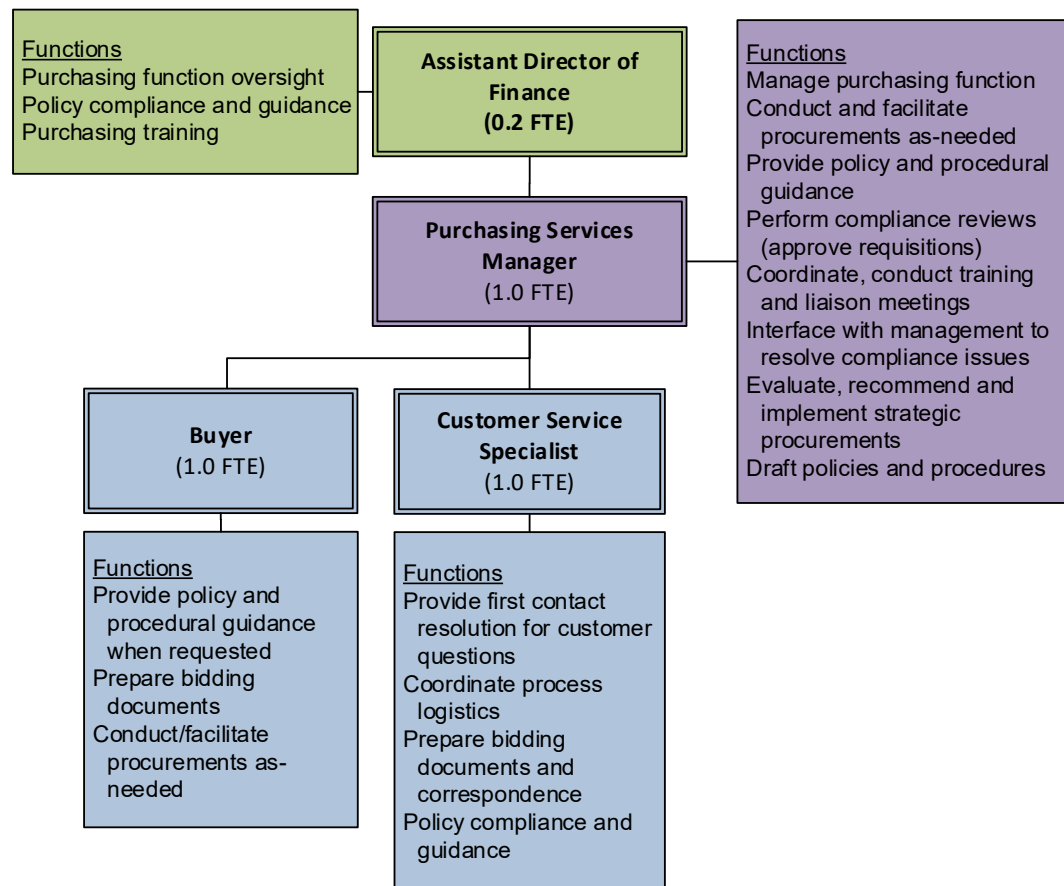 Functions
Purchasing function oversight
Policy compliance and guidance
Purchasing training
Assistant Director of
Finance
(0.2 FTE)
Functions
Manage purchasing function
Conduct and facilitate
procurements as-needed
Provide policy and procedural
guidance
Perform compliance reviews
(approve requisitions)
Coordinate, conduct training
and liaison meetings
Interface with management to
resolve compliance issues
Evaluate, recommend and
implement strategic
procurements
Draft policies and procedures
Purchasing Services
Manager
(1.0 FTE)
Buyer
(1.0 FTE)
Customer Service
Specialist
(1.0 FTE)
Functions
Provide policy and
procedural guidance
when requested
Prepare bidding
documents
Conduct/facilitate
procurements as-
needed
Functions
Provide first contact
resolution for customer
questions
Coordinate process
logistics
Prepare bidding
documents and
correspondence
Policy compliance and
guidance